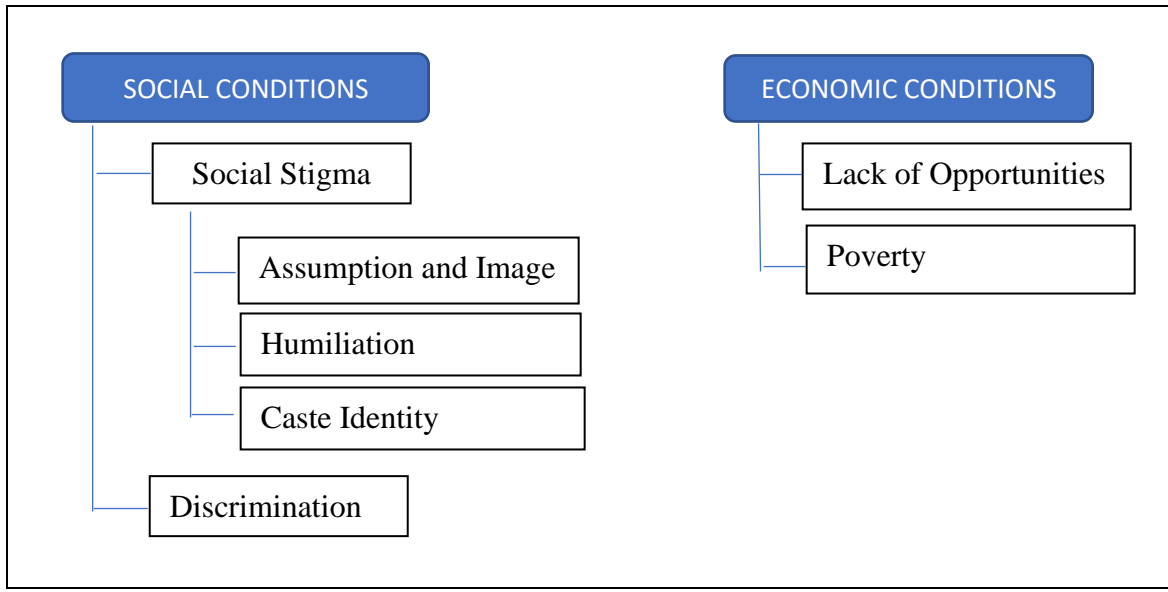 SOCIAL CONDITIONS
Social Stigma
Assumption and Image
Humiliation
Caste Identity
Discrimination
ECONOMIC CONDITIONS
Lack of Opportunities
Poverty